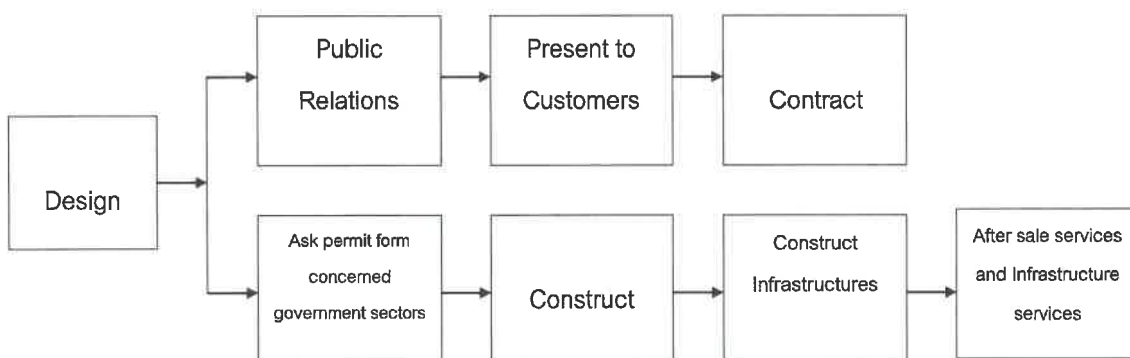 Public
Relations
Present to
Customers
Contract
Design
Ask permit form
concerned
government sectors
Construct
Construct
Infrastructures
After sale services
and Infrastructure
services